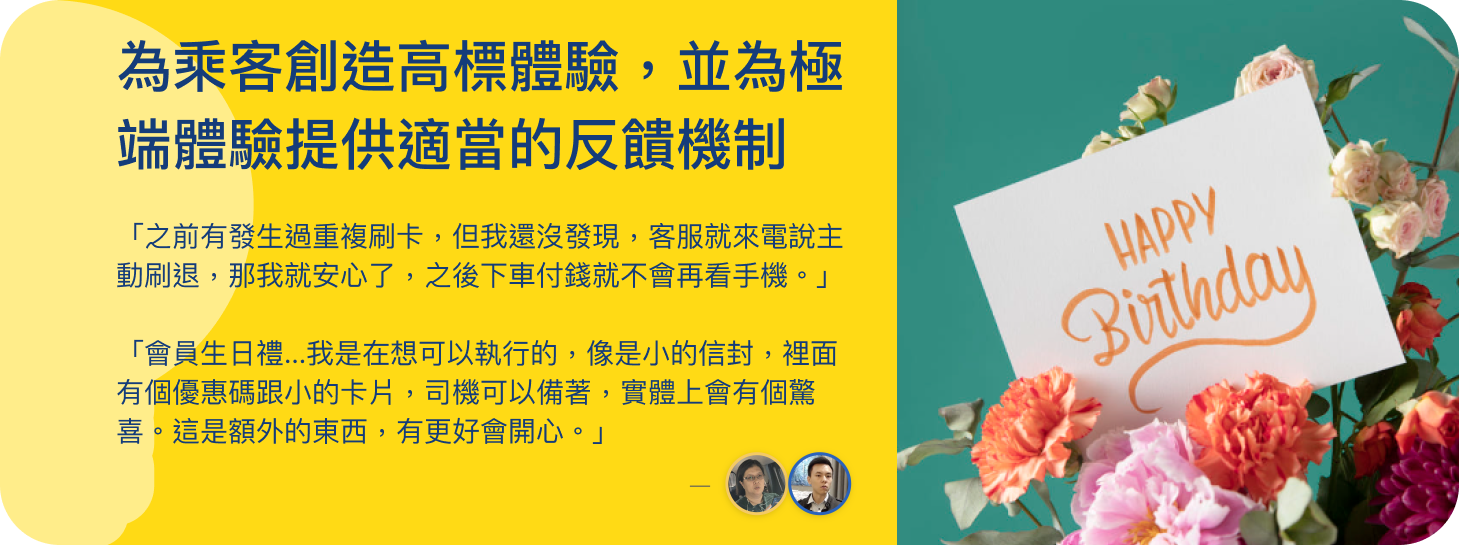 為乘客創造高標體驗，並為極
端體驗提供適當的反饋機制
「之前有發生過重複刷卡，但我還沒發現，客服就來電說主
動刷退，那我就安心了，之後下車付錢就不會再看手機。」
「會員生日禮...我是在想可以執行的，像是小的信封，裡面
有個優惠碼跟小的卡片，司機可以備著，實體上會有個驚
喜。這是額外的東西，有更好會開心。」
—
HAPPY
Birthday